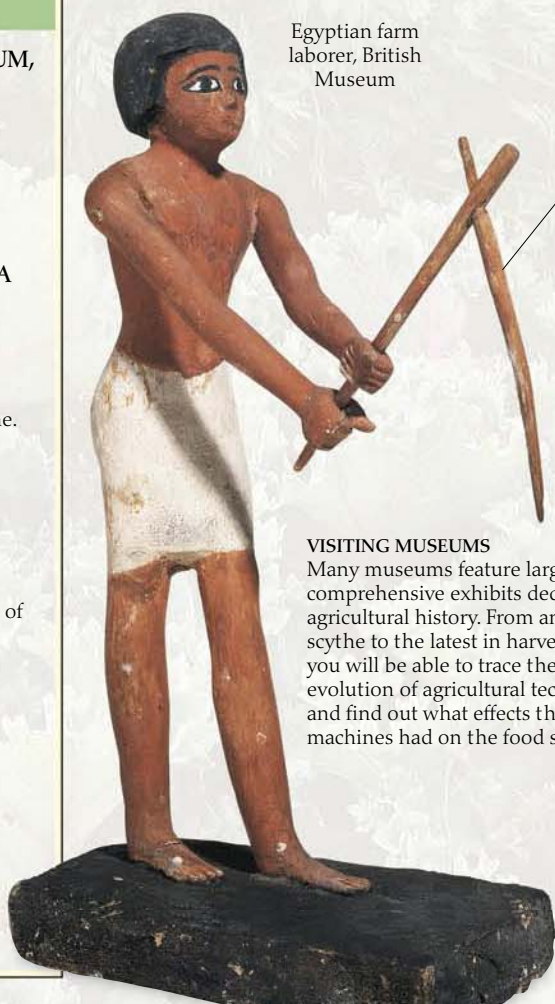 UM,
A
ne.
of
Egyptian farm
laborer, British
Museum
VISITING MUSEUMS
Many museums feature larg
comprehensive exhibits dec
agricultural history. From an
scythe to the latest in harve
you will be able to trace the
evolution of agricultural tec
and find out what effects th
machines had on the food s